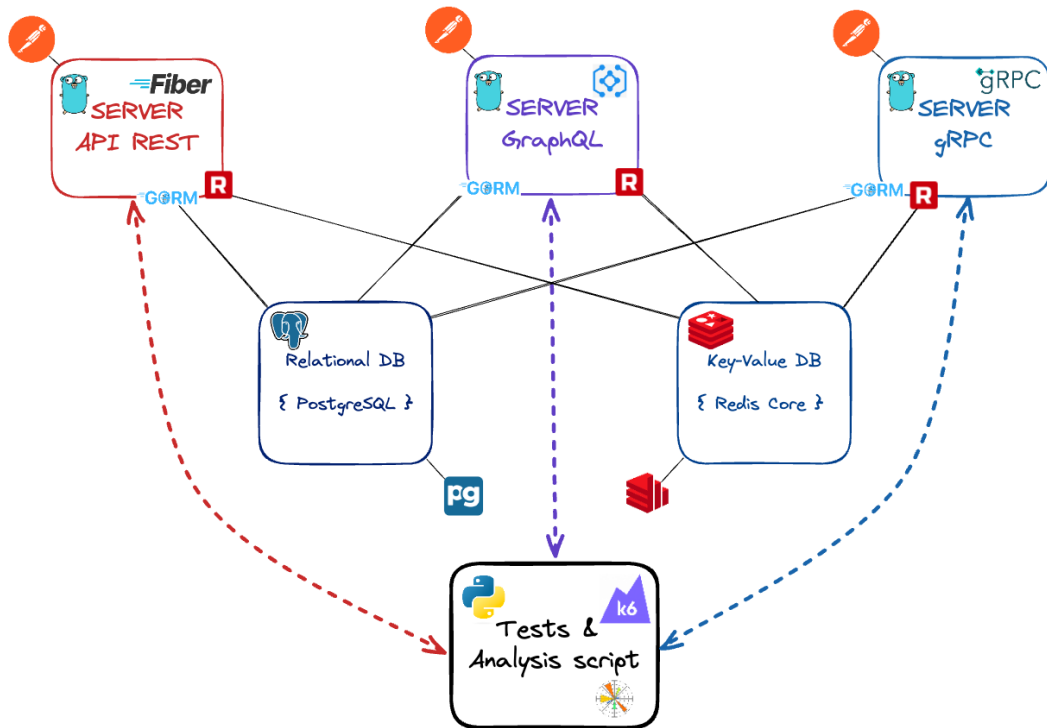 Fiber
SERVER
API REST
GORM
R
SERVER
GraphQL
GORM
R
gRPC
SERVER
gRPC
GORM
R
Relational DB
{ PostgreSQL }
pg
Key-Value DB
{ Redis Core }
k6
Tests &
Analysis script